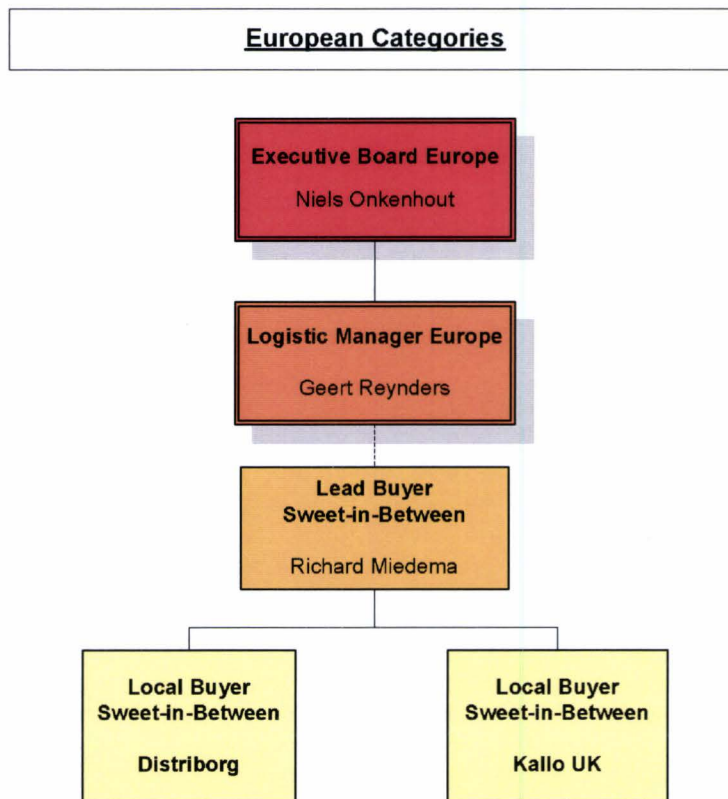 European Categories
Executive Board Europe
Niels Onkenhout
Logistic Manager Europe
Geert Reynders
Lead Buyer
Sweet-in-Between
Richard Miedema
Local Buyer
Sweet-in-Between
Distriborg
Local Buyer
Sweet-in-Between
Kallo UK